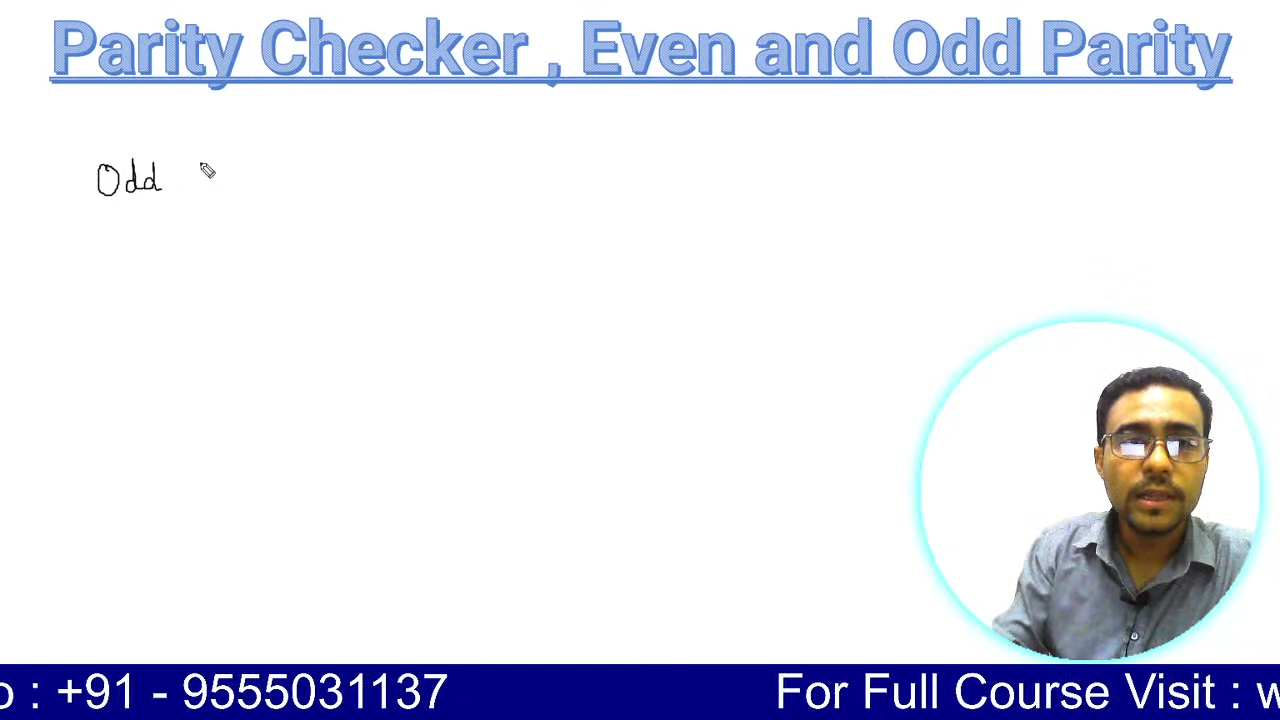 Parity Checker , Even and Odd Parity
Odd
: +91 - 9555031137
For Full Course Visit :